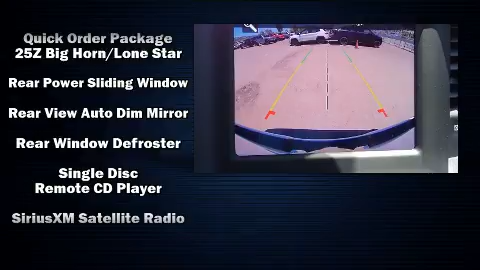 Quick Order Package
25Z Big Horn/Lone Star
Rear Power Sliding Window
Rear View Auto Dim Mirror
Rear Window Defroster
Single Disc
Remote CD Player
SiriusXM Satellite Radio